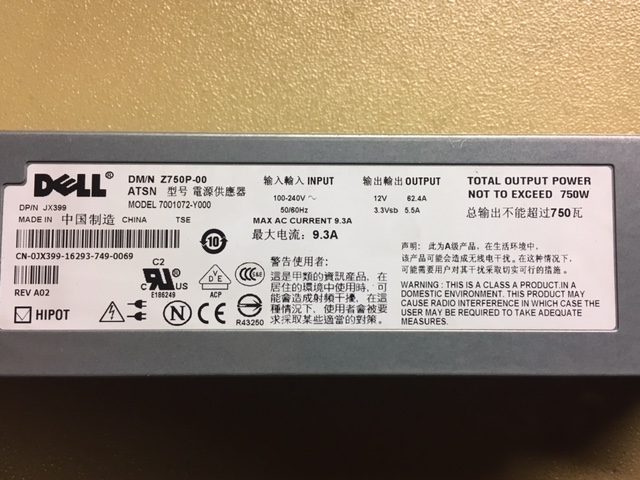 DELL
DM/N Z750P-00
ATSN 型号 電源供應器
DP/N JX399
MODEL 7001072-Y000
MADE IN 中国制造 CHINA TSE
CN-0JX399-16293-749-0069
REV A02
HIPOT
10
C2
C UL US
E186249
VDE
ACP
CCC&E
N
CE
R43250
輸入輸入 INPUT
100-240V ～
50/60Hz
輸出輸出 OUTPUT
12V 62.4A
3.3Vsb 5.5A
MAX AC CURRENT 9.3A
最大电流: 9.3A
TOTAL OUTPUT POWER
NOT TO EXCEED 750W
总输出不能超过750瓦
警告使用者:
這是甲類的資訊產品，在
居住的環境中使用時，可
能會造成射頻干擾，在這
種情況下，使用者會被要
求採取某些適當的對策。
声明: 此为A级产品，在生活环境中，
该产品可能会造成无线电干扰。在这种情况下，
可能需要用户对其干扰采取切实可行的措施。
WARNING : THIS IS A CLASS A PRODUCT.IN A
DOMESTIC ENVIRONMENT. THIS PRODUCT MAY
CAUSE RADIO INTERFERENCE IN WHICH CASE THE
USER MAY BE REQUIRED TO TAKE ADEQUATE
MEASURES.